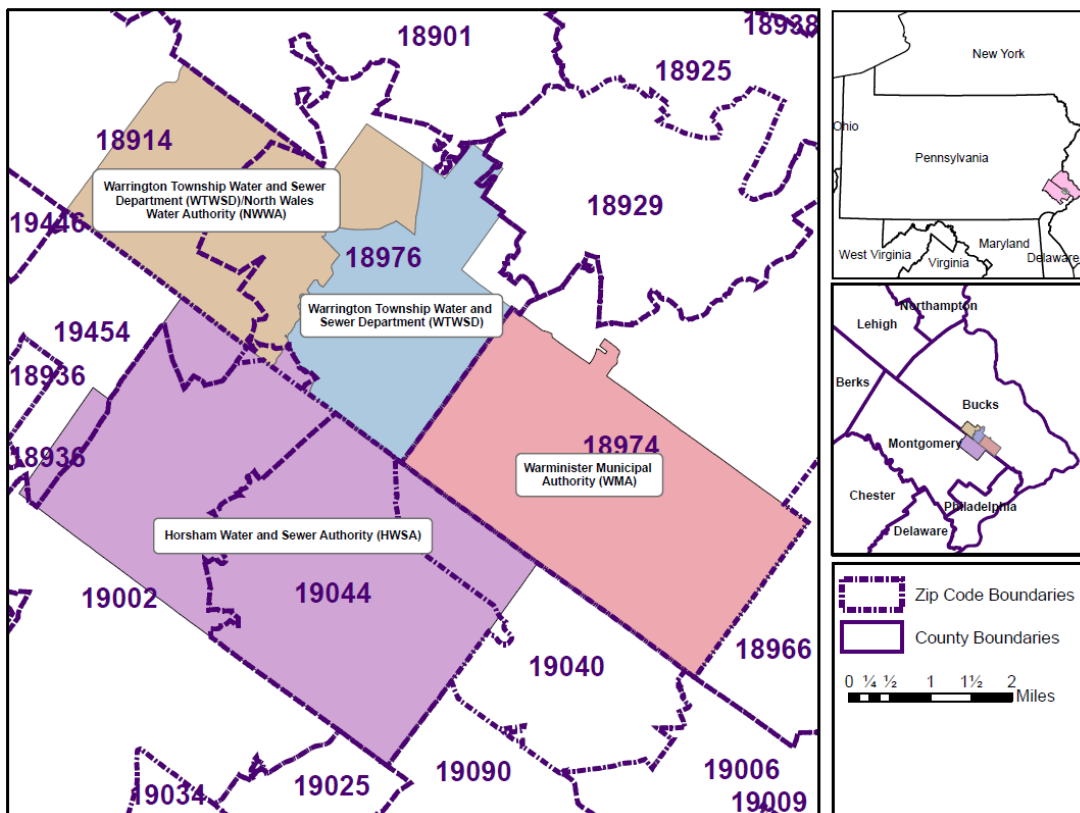 18901
18938
18925
18914
Warrington Township Water and Sewer
Department (WTWSD)/North Wales
Water Authority (NWWA)
18929
19446
18976
Warrington Township Water and
Sewer Department (WTWSD)
19454
18936
18936
18974
Warminister Municipal
Authority (WMA)
Horsham Water and Sewer Authority (HWSA)
19002
19044
19040
18966
19090
19006
19025
19034
19009
New York
Ohio
Pennsylvania
West Virginia
Virginia
Maryland
Delaware
Northampton
Lehigh
Berks
Bucks
Montgomery
Chester
Philadelphia
Delaware
Zip Code Boundaries
County Boundaries
0 ¼ ½ 1 1½ 2
Miles